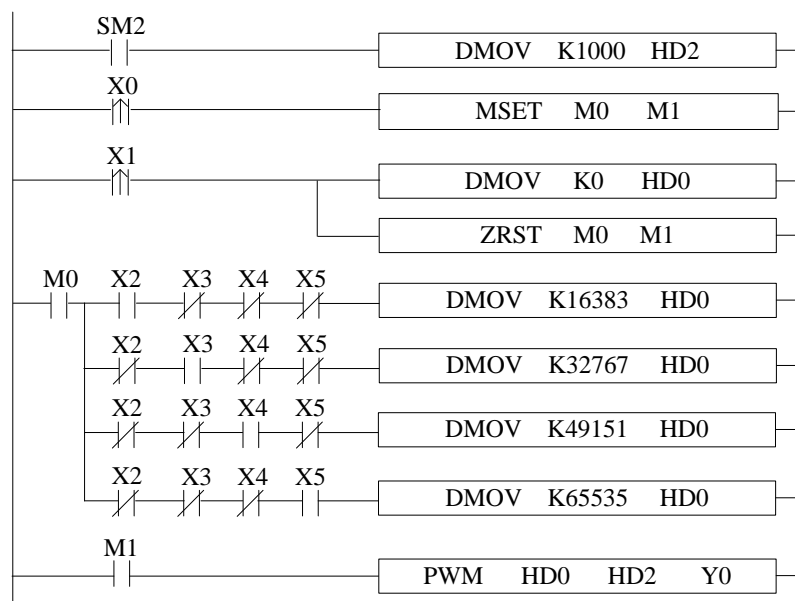 SM2
DMOV K1000 HD2
X0
MSET M0 M1
X1
DMOV K0 HD0
ZRST M0 M1
M0 X2 X3 X4 X5
DMOV K16383 HD0
X2 X3 X4 X5
DMOV K32767 HD0
X2 X3 X4 X5
DMOV K49151 HD0
X2 X3 X4 X5
DMOV K65535 HD0
M1
PWM HD0 HD2 Y0